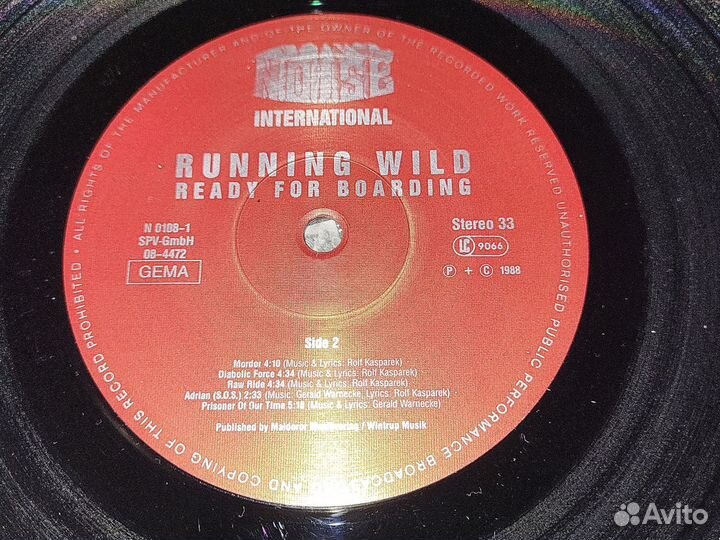 NOISE
INTERNATIONAL
RUNNING WILD
READY FOR BOARDING
N 0108-1
SPV-GmbH
08-4472
GEMA
Stereo 33
LC 9066
P + C 1988
Side 2
Mordor 4:10 (Music & Lyrics: Rolf Kasparek)
Diabolic Force 4:34 (Music & Lyrics: Rolf Kasparek)
Raw Ride 4:34 (Music & Lyrics: Rolf Kasparek)
Adrian (S.O.S.) 2:33 (Music: Gerald Warnecke, Lyrics: Rolf Kasparek)
Prisoner Of Our Time 5:18 (Music & Lyrics: Gerald Warnecke)
Published by Maldoror / Wintrup Musik
• ALL RIGHTS OF THE MANUFACTURER AND OF THE OWNER OF THE RECORDED WORK RESERVED UNAUTHORISED PUBLIC PERFORMANCE BROADCASTING AND COPYING OF THIS RECORD PROHIBITED
Avito